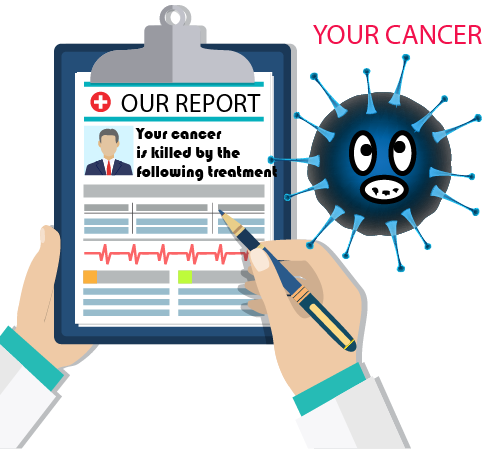 YOUR CANCER
OUR REPORT
Your cancer
is killed by the
following treatment